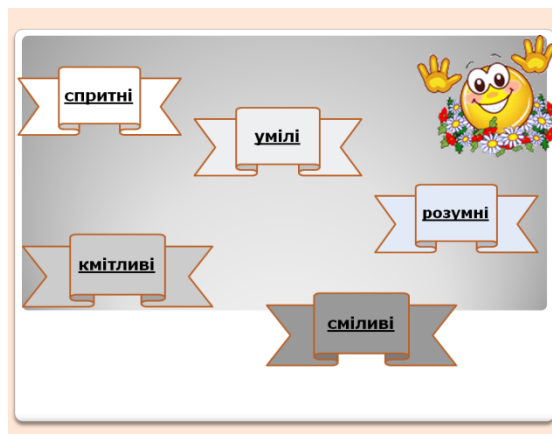 спритні
умілі
розумні
кмітливі
сміливі